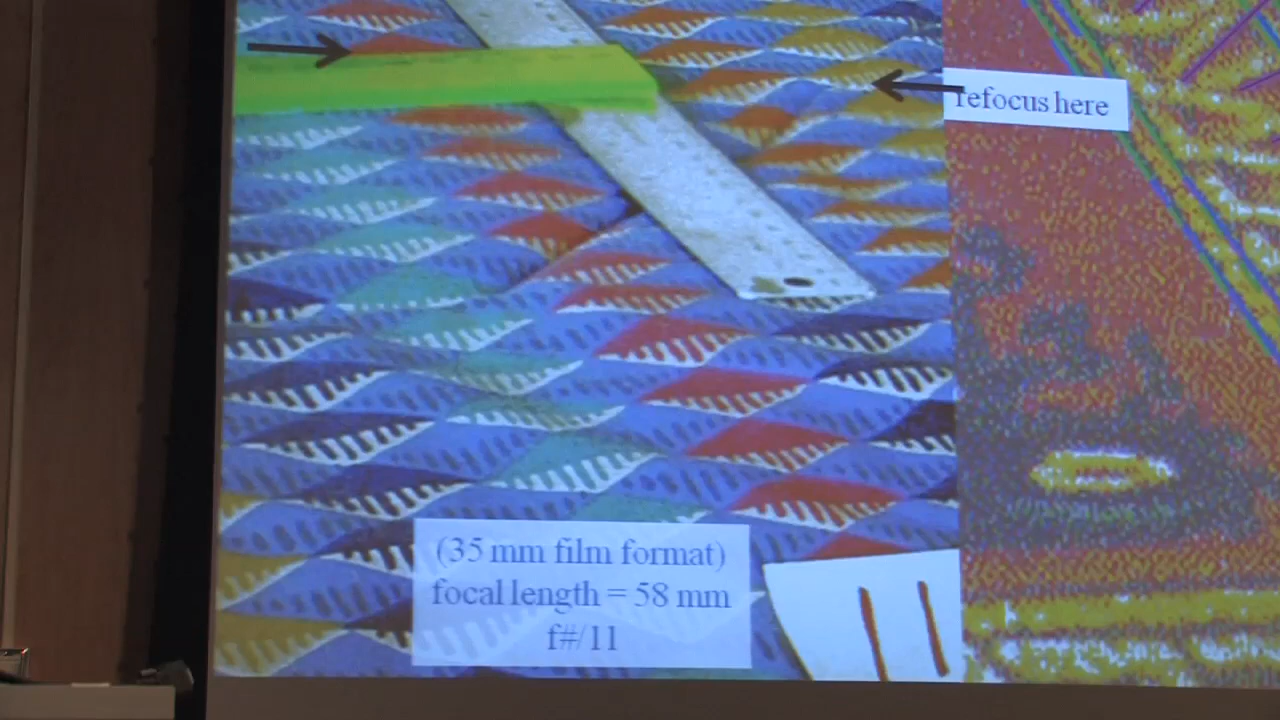 refocus here
(35 mm film format)
focal length = 58 mm
f#/11